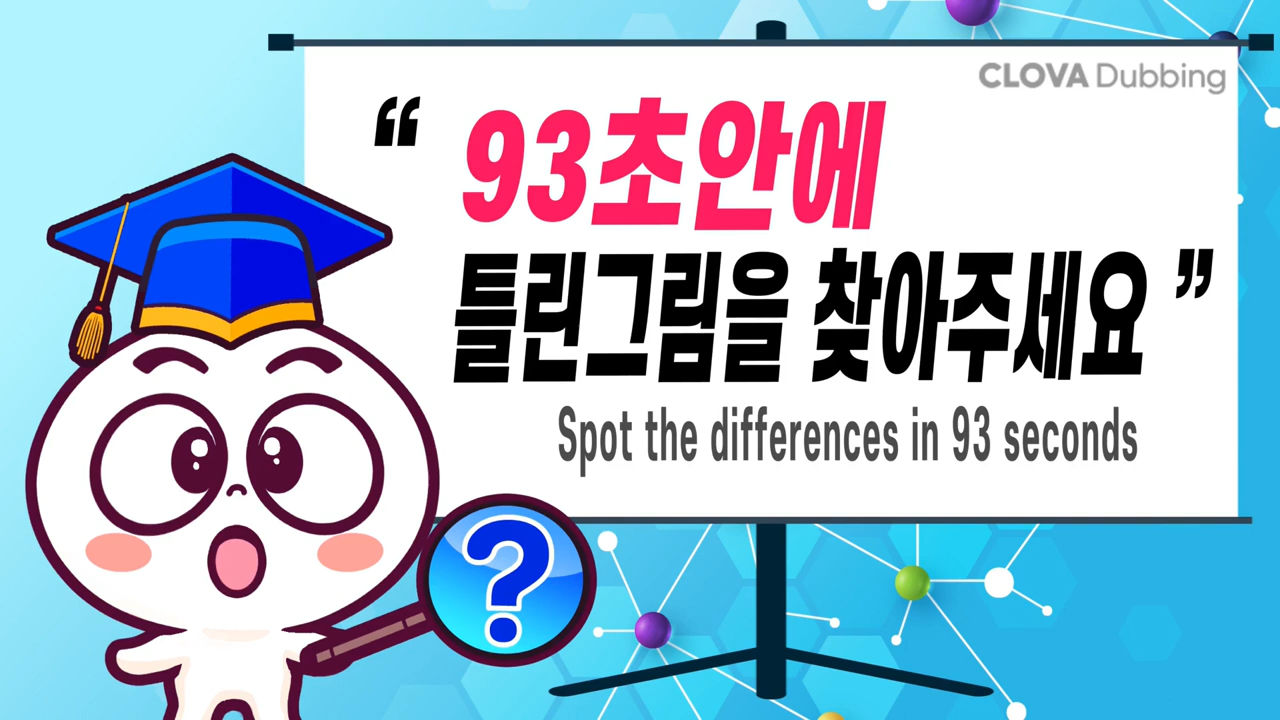 CLOVA Dubbing
“ 93초안에
틀린그림을 찾아주세요 ”
Spot the differences in 93 seconds
?